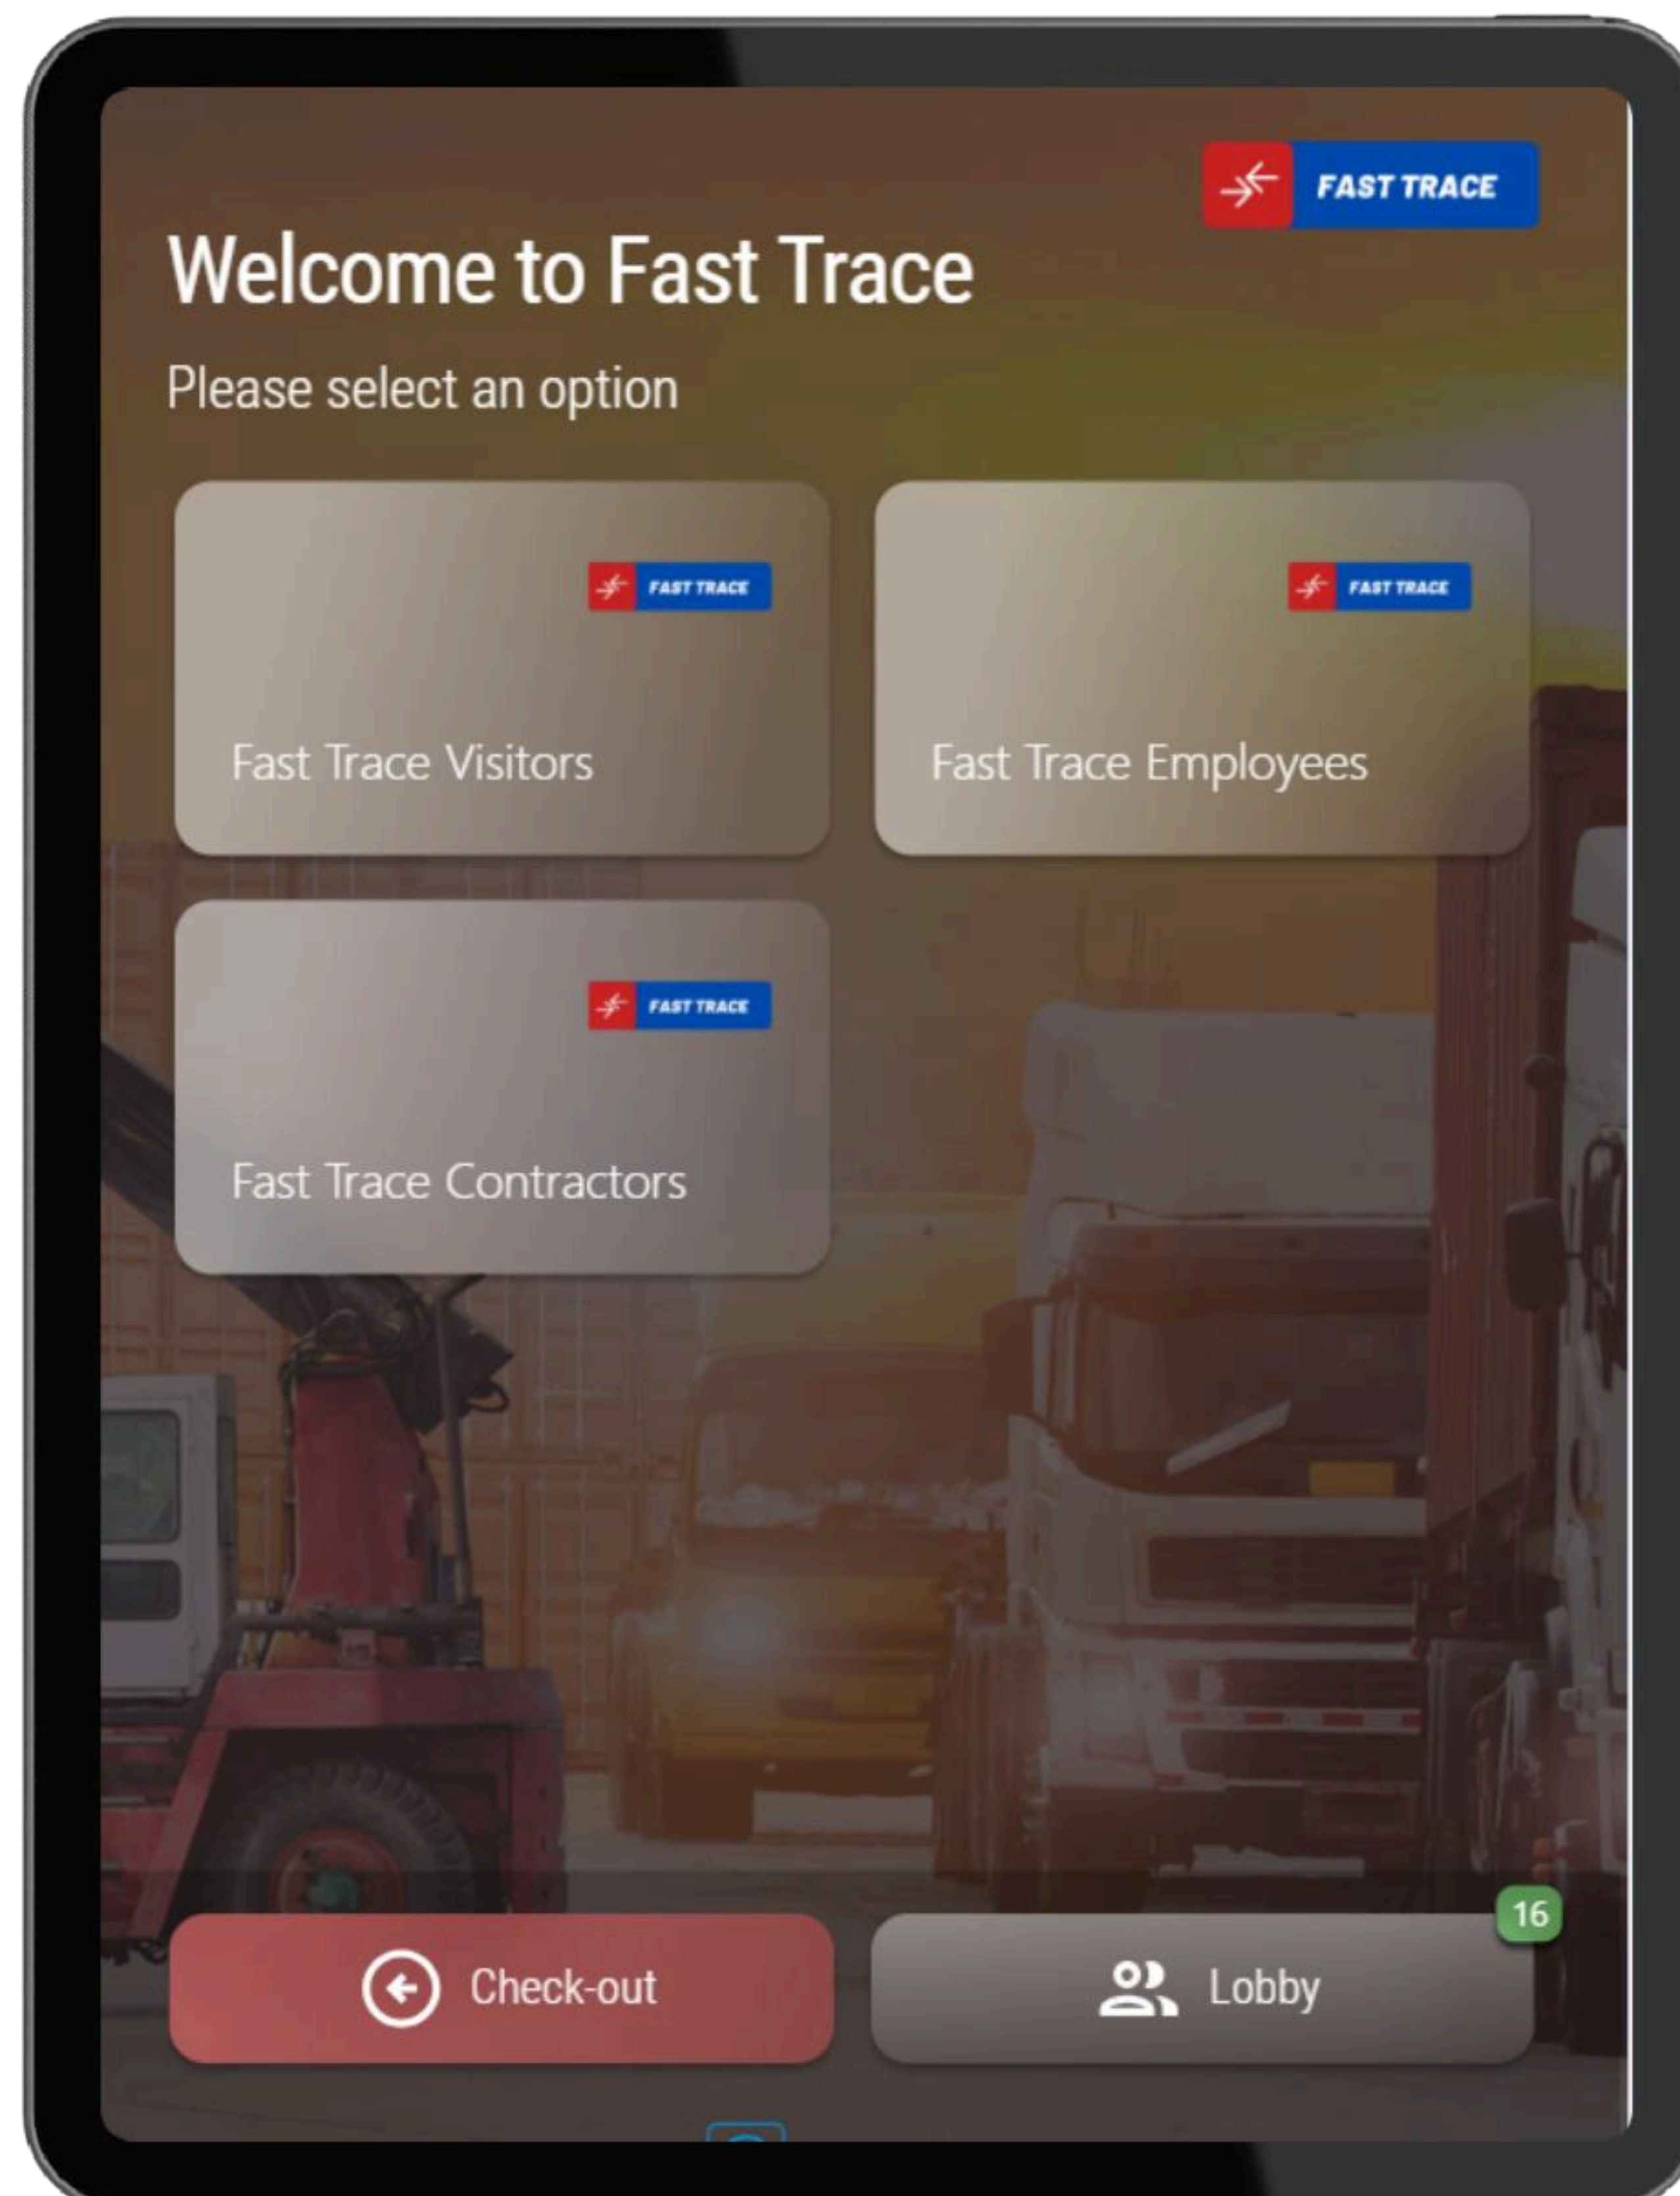 FAST TRACE
Welcome to Fast Trace
Please select an option
FAST TRACE
Fast Trace Visitors
FAST TRACE
Fast Trace Employees
FAST TRACE
Fast Trace Contractors
Check-out
16
Lobby